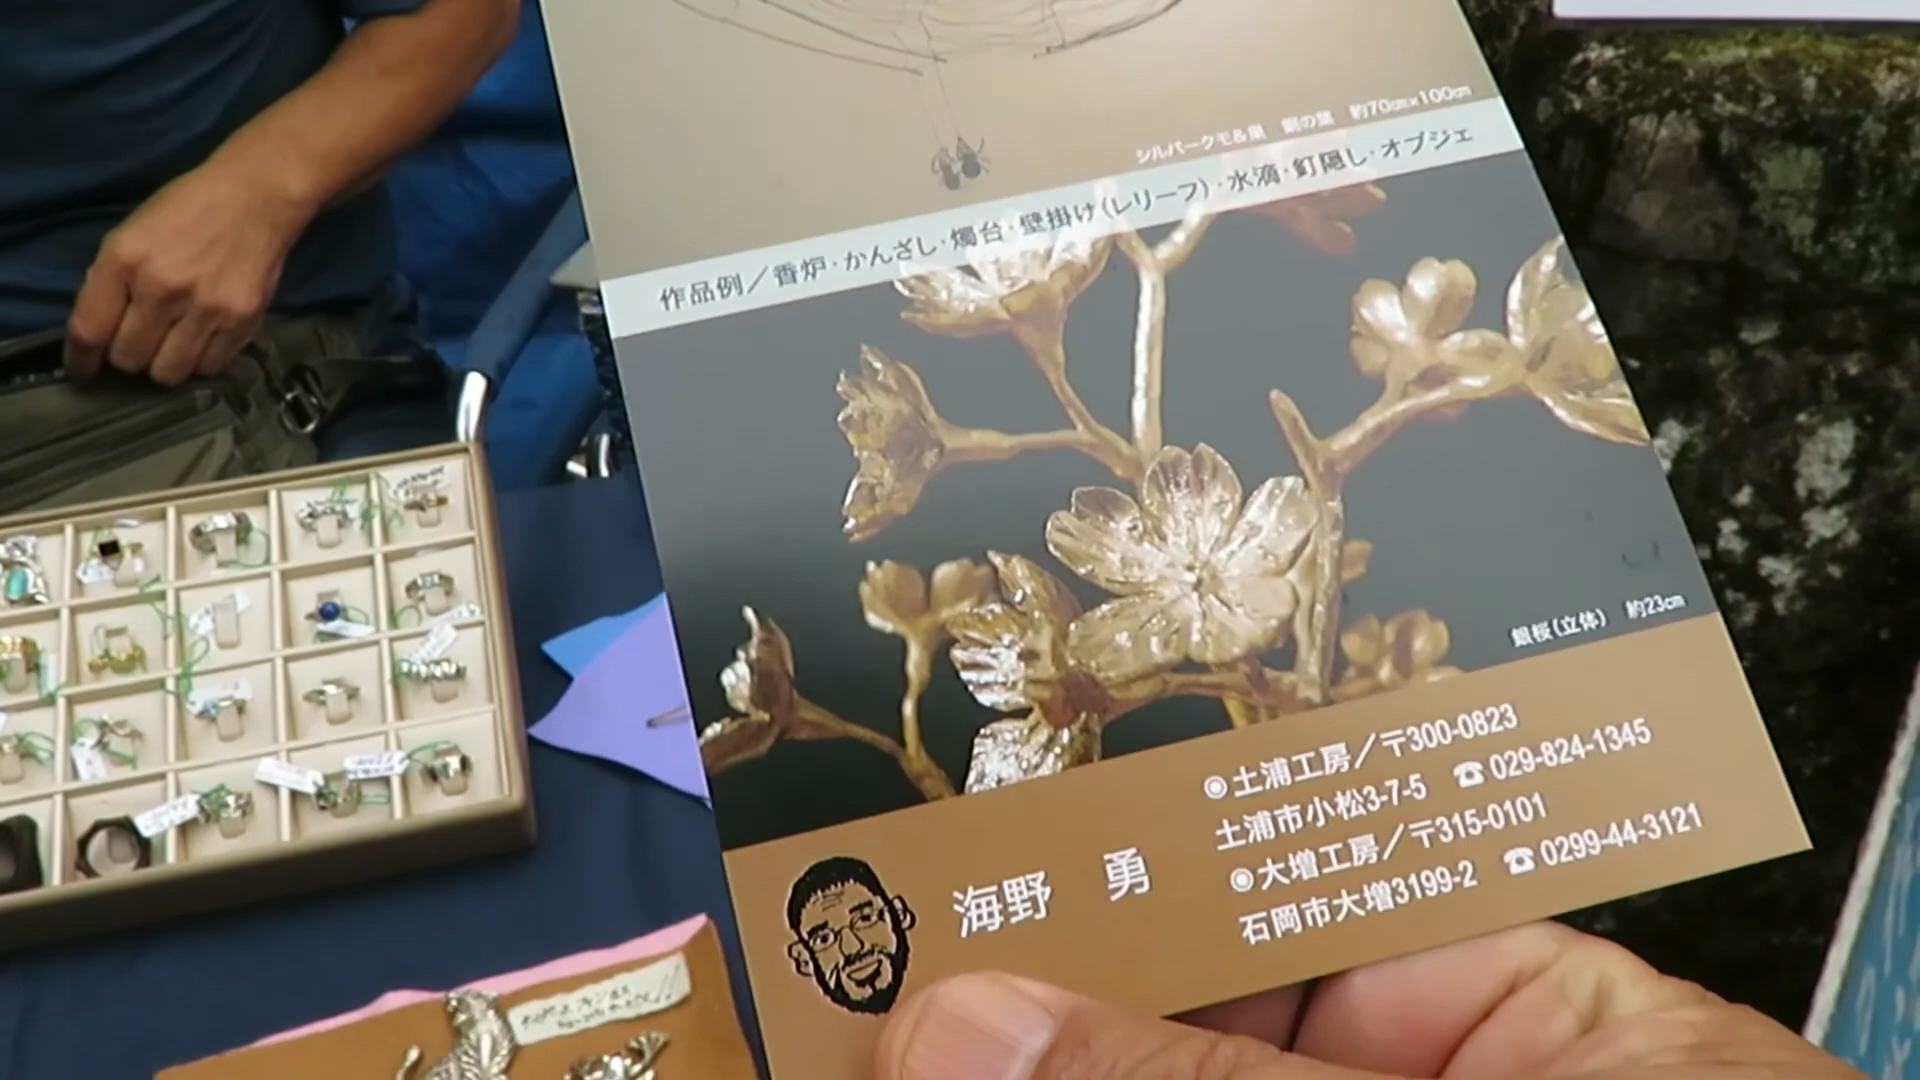 シルバークモ&巣 銅の葉 約70cm×100cm
作品例／香炉・かんざし・燭台・壁掛け(レリーフ)・水滴・釘隠し・オブジェ
銀桜(立体) 約23cm
海野 勇
◉土浦工房／〒300-0823
土浦市小松3-7-5 ☎029-824-1345
◉大増工房／〒315-0101
石岡市大増3199-2 ☎0299-44-3121